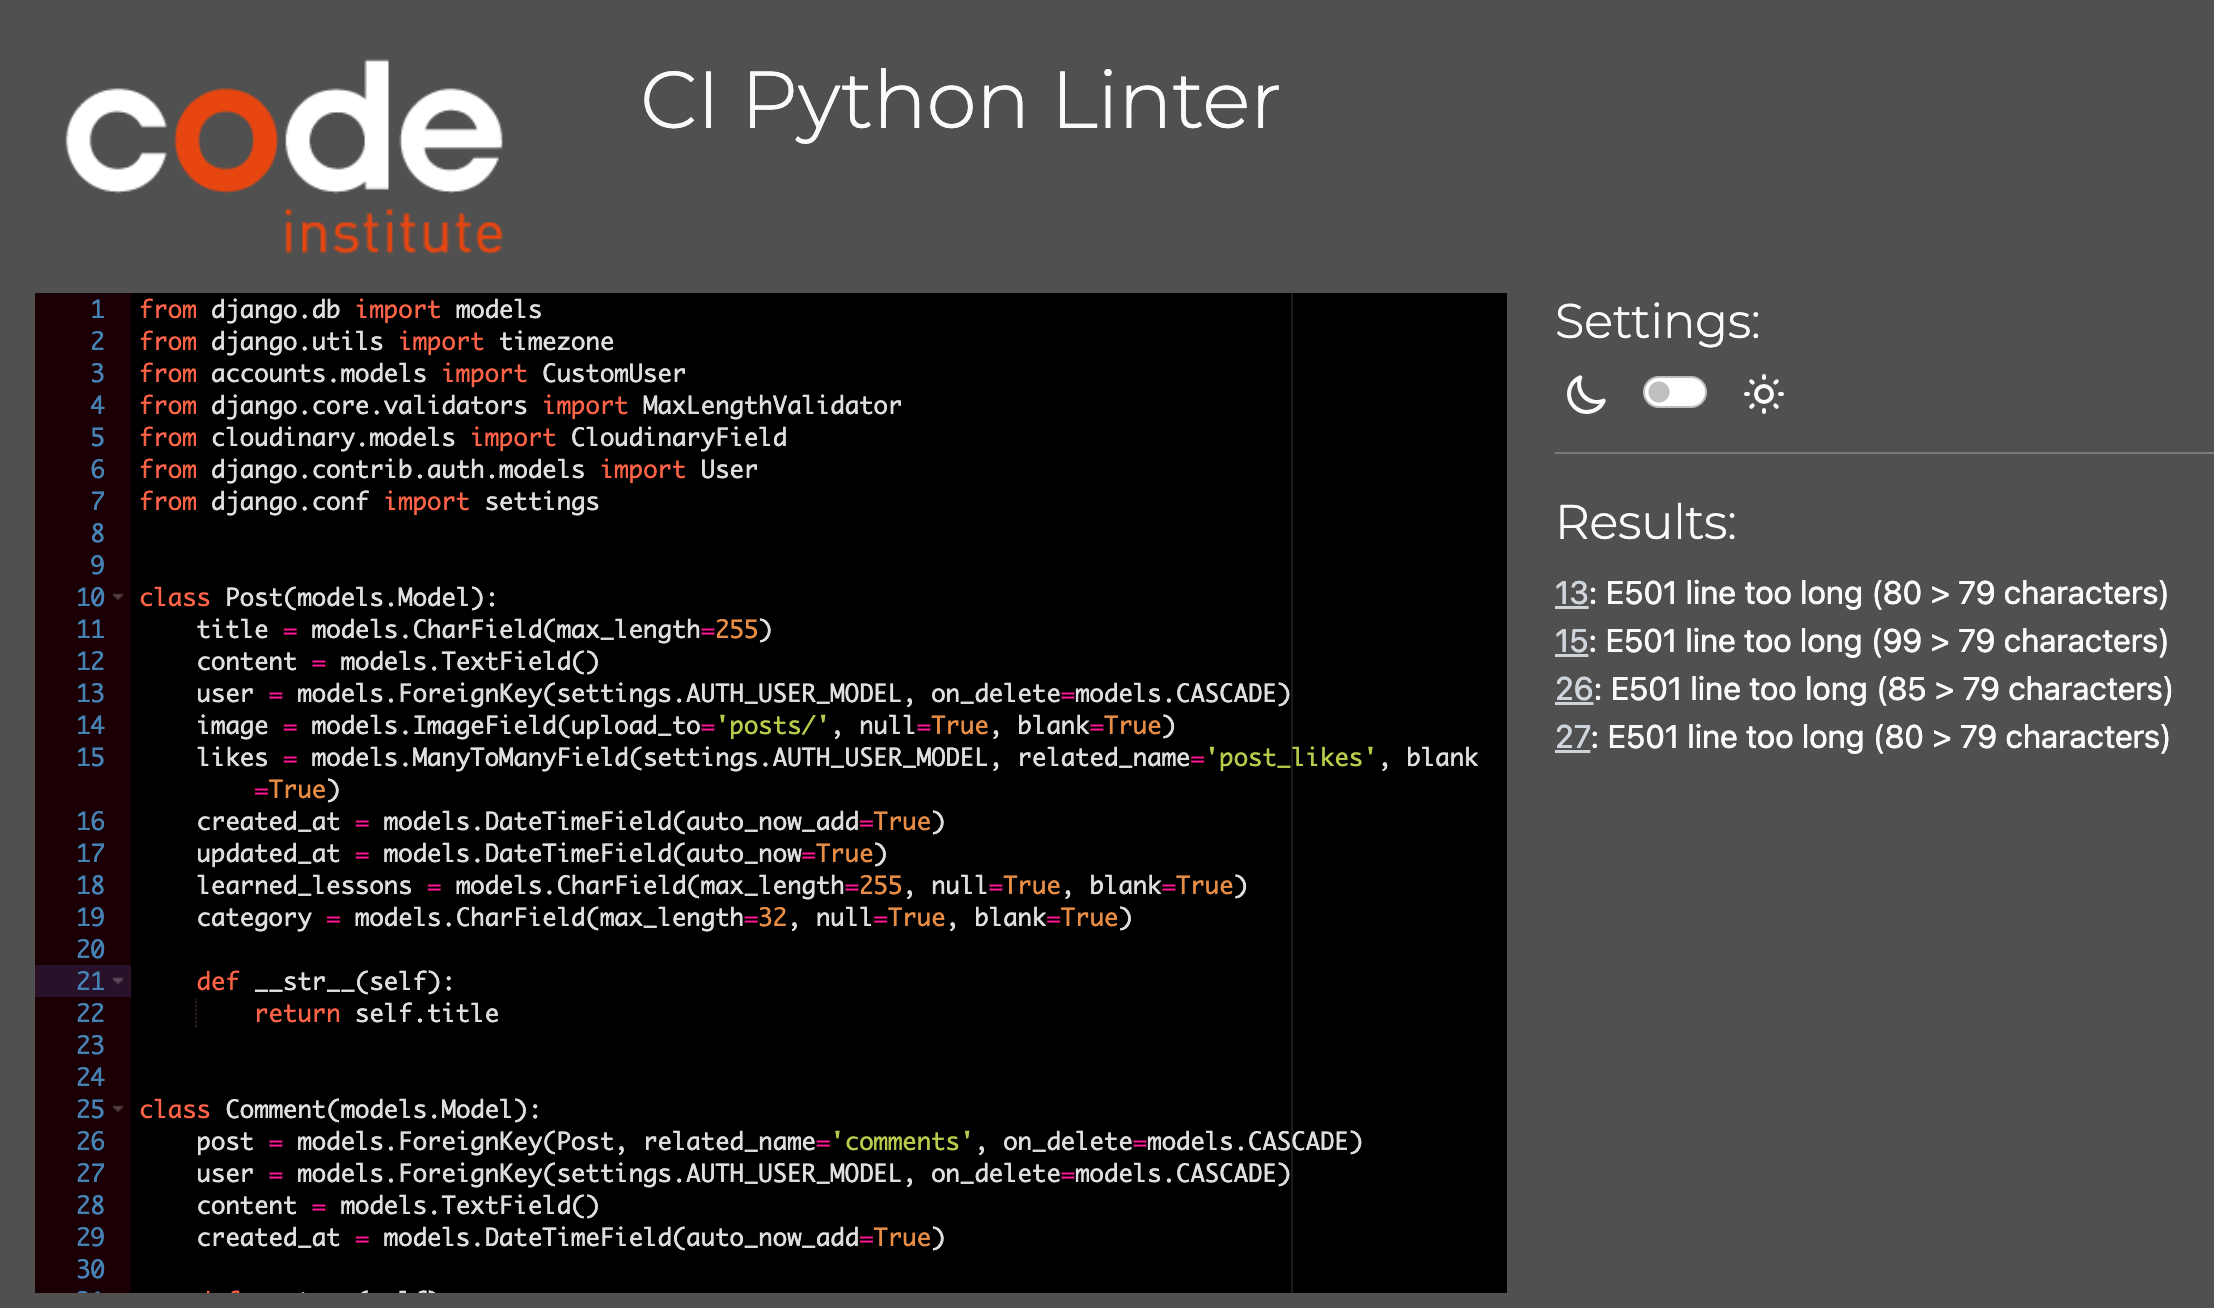 code
institute
CI Python Linter
1 from django.db import models
2 from django.utils import timezone
3 from accounts.models import CustomUser
4 from django.core.validators import MaxLengthValidator
5 from cloudinary.models import CloudinaryField
6 from django.contrib.auth.models import User
7 from django.conf import settings
8
9
10 class Post(models.Model):
11     title = models.CharField(max_length=255)
12     content = models.TextField()
13     user = models.ForeignKey(settings.AUTH_USER_MODEL, on_delete=models.CASCADE)
14     image = models.ImageField(upload_to='posts/', null=True, blank=True)
15     likes = models.ManyToManyField(settings.AUTH_USER_MODEL, related_name='post_likes', blank
=True)
16     created_at = models.DateTimeField(auto_now_add=True)
17     updated_at = models.DateTimeField(auto_now=True)
18     learned_lessons = models.CharField(max_length=255, null=True, blank=True)
19     category = models.CharField(max_length=32, null=True, blank=True)
20
21     def __str__(self):
22         return self.title
23
24
25 class Comment(models.Model):
26     post = models.ForeignKey(Post, related_name='comments', on_delete=models.CASCADE)
27     user = models.ForeignKey(settings.AUTH_USER_MODEL, on_delete=models.CASCADE)
28     content = models.TextField()
29     created_at = models.DateTimeField(auto_now_add=True)
30
Settings:
Results:
13: E501 line too long (80 > 79 characters)
15: E501 line too long (99 > 79 characters)
26: E501 line too long (85 > 79 characters)
27: E501 line too long (80 > 79 characters)